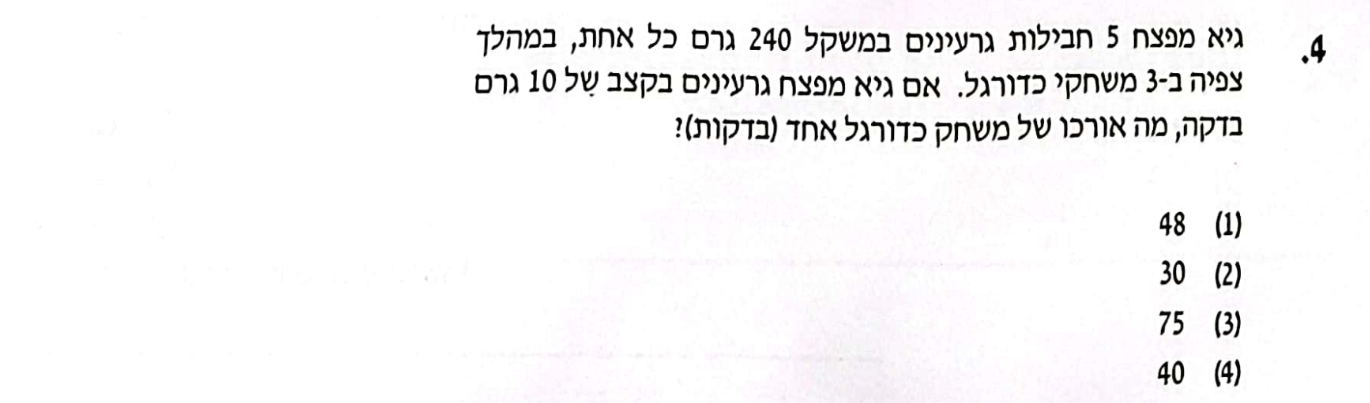 4. גיא מפצח 5 חבילות גרעינים במשקל 240 גרם כל אחת, במהלך
צפיה ב-3 משחקי כדורגל. אם גיא מפצח גרעינים בקצב שֶל 10 גרם
בדקה, מה אורכו של משחק כדורגל אחד (בדקות)?
(1) 48
(2) 30
(3) 75
(4) 40